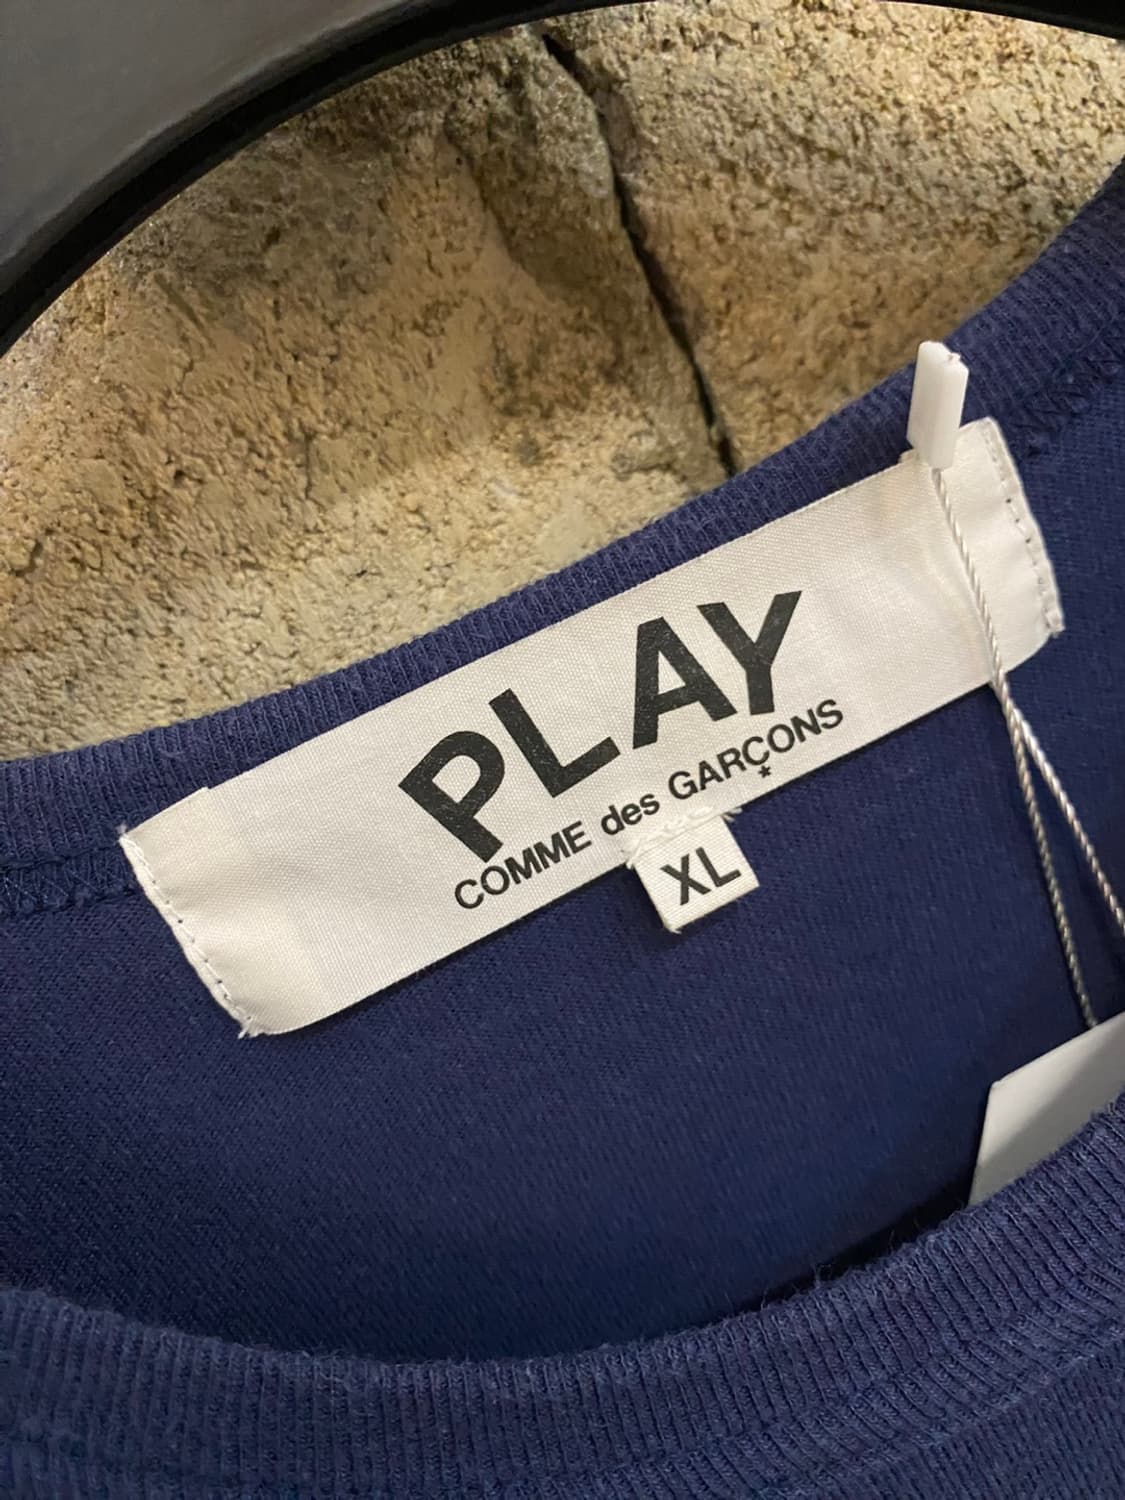 PLAY
COMME des GARÇONS
★
XL